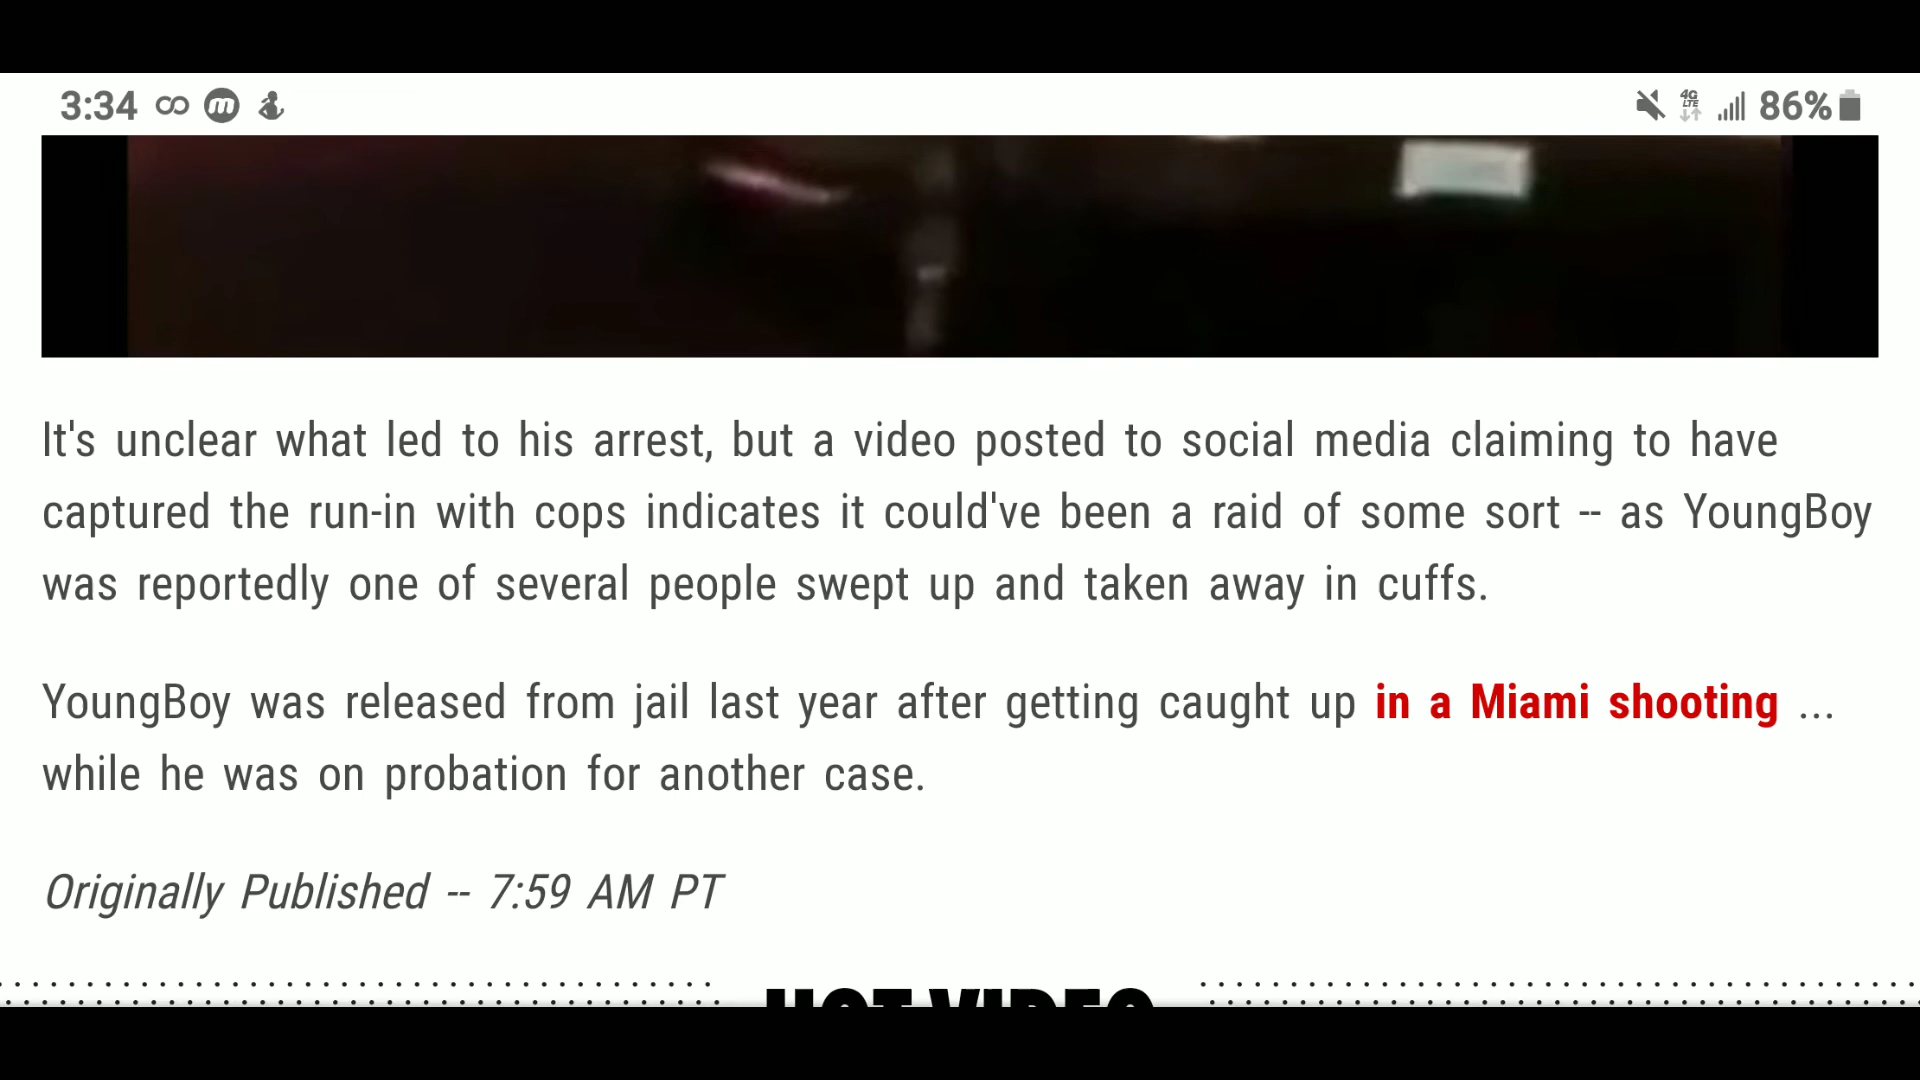 3:34 86%
It's unclear what led to his arrest, but a video posted to social media claiming to have
captured the run-in with cops indicates it could've been a raid of some sort -- as YoungBoy
was reportedly one of several people swept up and taken away in cuffs.
YoungBoy was released from jail last year after getting caught up in a Miami shooting ...
while he was on probation for another case.
Originally Published -- 7:59 AM PT
HOT VIDEO